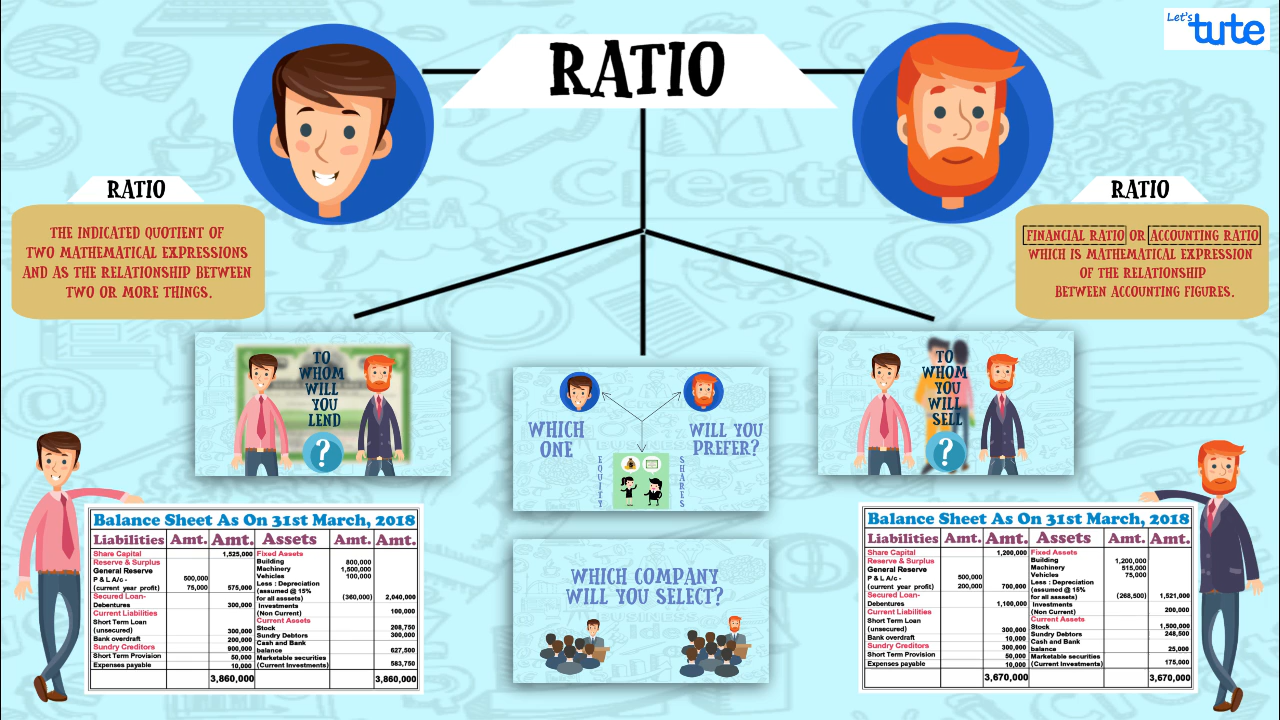 Let's
tute
RATIO
RATIO
THE INDICATED QUOTIENT OF
TWO MATHEMATICAL EXPRESSIONS
AND AS THE RELATIONSHIP BETWEEN
TWO OR MORE THINGS.
RATIO
FINANCIAL RATIO OR ACCOUNTING RATIO
WHICH IS MATHEMATICAL EXPRESSION
OF THE RELATIONSHIP
BETWEEN ACCOUNTING FIGURES.
TO
WHOM
WILL
YOU
LEND
?
WHICH
ONE
WILL YOU
PREFER?
EQUITY
SHARES
TO
WHOM
YOU
WILL
SELL
?
WHICH COMPANY
WILL YOU SELECT?
Balance Sheet As On 31st March, 2018
Liabilities Amt. Amt. Assets Amt. Amt.
Share Capital 1,525,000 Fixed Assets
Reserve & Surplus Building 800,000
General Reserve Machinery 1,500,000
P & L A/c - 500,000 Vehicles 100,000
(current year profit) 75,000 575,000 Less : Depreciation
Secured Loan- (assumed @ 15%
for all asssets) (360,000) 2,040,000
Debentures 300,000 Investments
Current Liabilities (Non Current) 100,000
Short Term Loan Current Assets
(unsecured) 300,000 Stock 208,750
Bank overdraft 200,000 Sundry Debtors 300,000
Sundry Creditors 900,000 Cash and Bank
Short Term Provision 50,000 balance 527,500
Expenses payable 10,000 Marketable securities
(Current Investments) 583,750
3,860,000 3,860,000
Balance Sheet As On 31st March, 2018
Liabilities Amt. Amt. Assets Amt. Amt.
Share Capital 1,200,000 Fixed Assets
Reserve & Surplus Building 1,200,000
General Reserve Machinery 515,000
P & L A/c - 500,000 Vehicles 75,000
(current year profit) 200,000 700,000 Less : Depreciation
Secured Loan- (assumed @ 15%
for all asssets) (268,500) 1,521,000
Debentures 1,100,000 Investments
Current Liabilities (Non Current) 200,000
Short Term Loan Current Assets
(unsecured) 300,000 Stock 1,500,000
Bank overdraft 10,000 Sundry Debtors 248,500
Sundry Creditors 300,000 Cash and Bank
Short Term Provision 50,000 balance 25,000
Expenses payable 10,000 Marketable securities
(Current Investments) 175,000
3,670,000 3,670,000